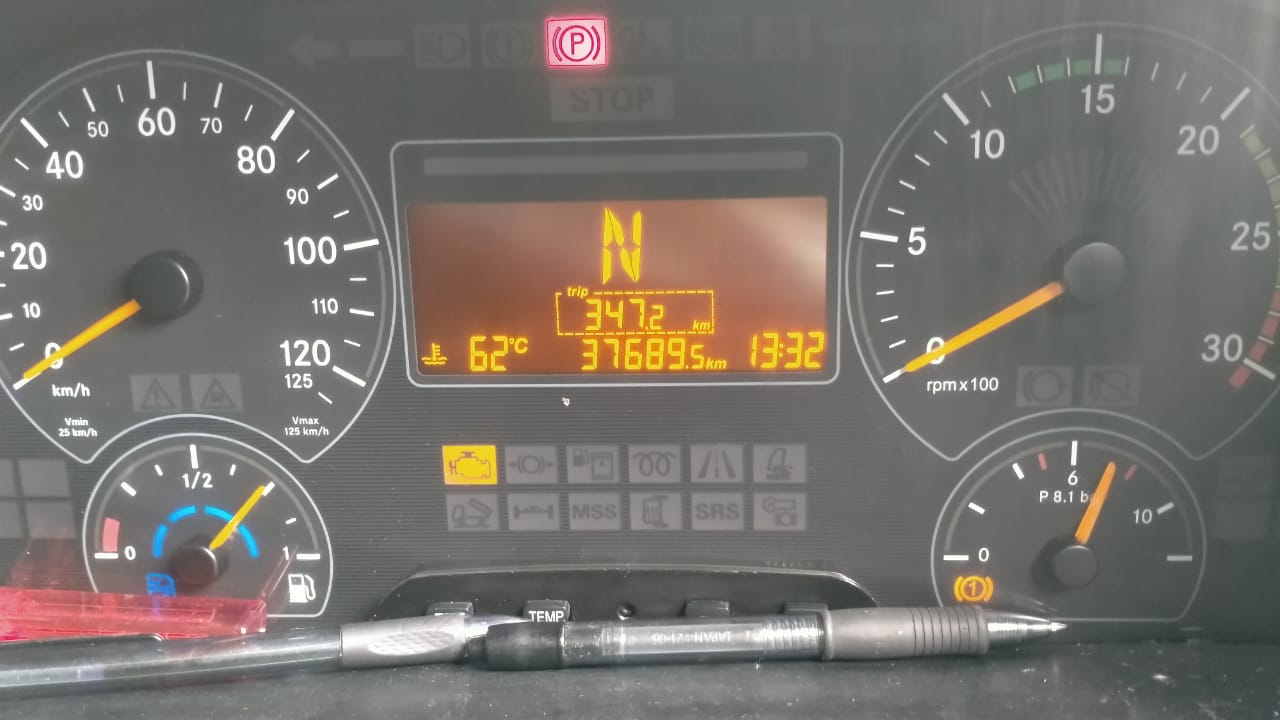 P
STOP
50 60 70
40 80
30 90
20 100
10 110
0 120
km/h 125
Vmin
25 km/h
Vmax
125 km/h
N
trip
347.2 km
62°C 37689.5km 13:32
15
10 20
5 25
0 30
rpm x 100
MSS SRS
1/2
0 1
6
P 8.1 b
10
0
1
TEMP.